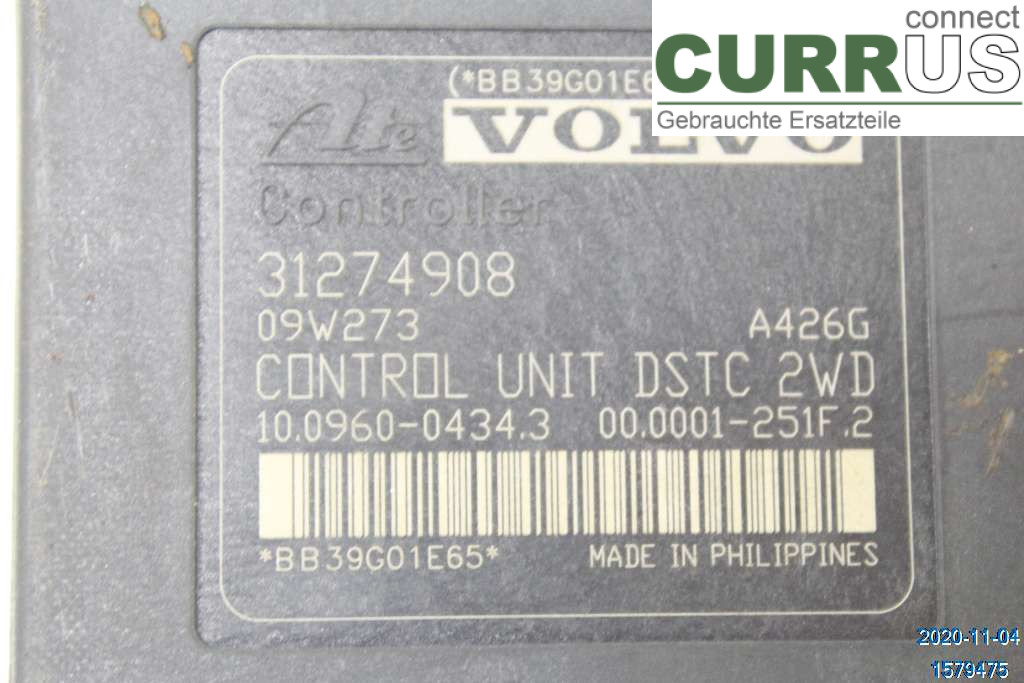 connect
CURRUS
Gebrauchte Ersatzteile
(*BB39G01E6
Ate VOLVO
Controller
31274908
09W273 A426G
CONTROL UNIT DSTC 2WD
10.0960-0434.3 00.0001-251F.2
*BB39G01E65* MADE IN PHILIPPINES
2020-11-04
1579475